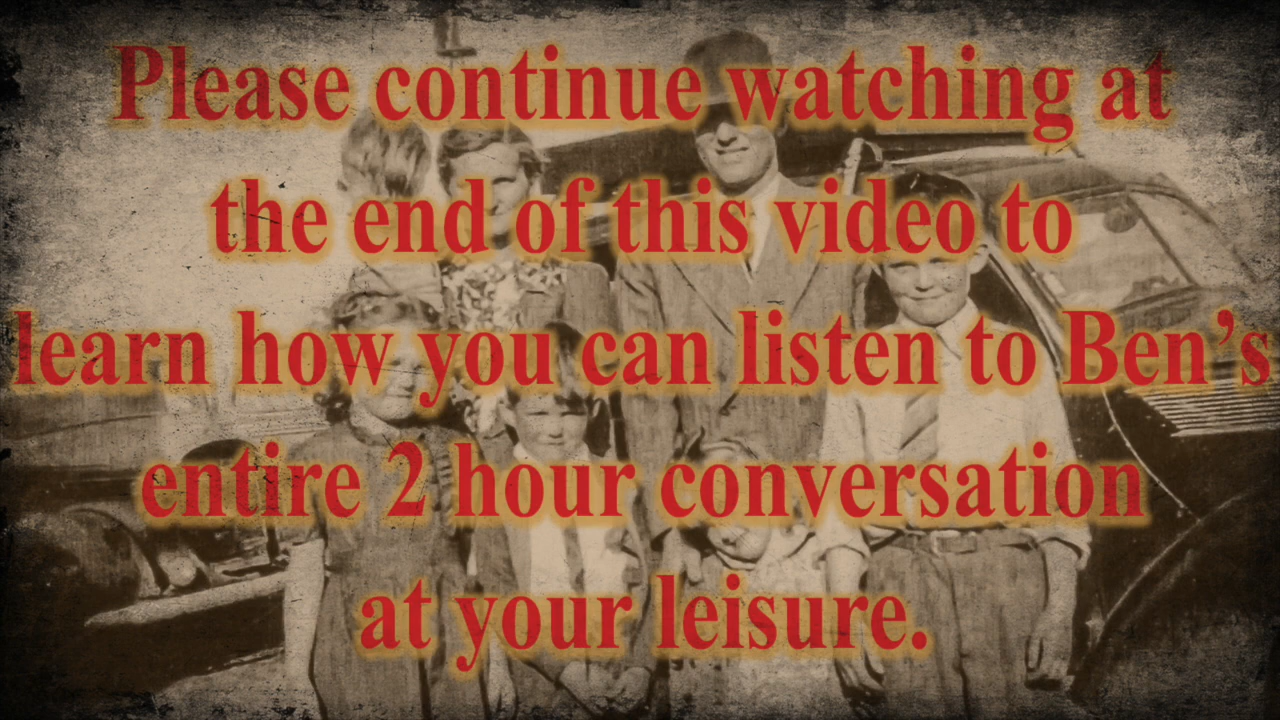 Please continue watching at
the end of this video to
learn how you can listen to Ben’s
entire 2 hour conversation
at your leisure.